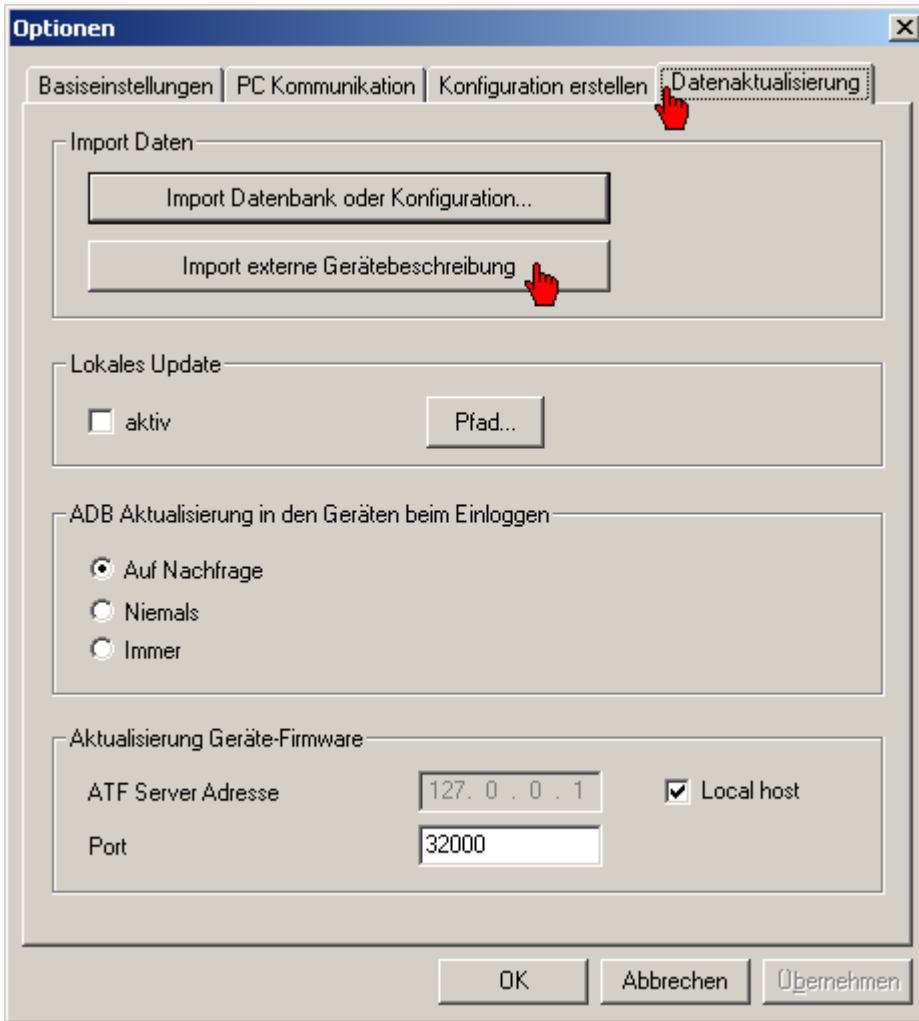 Optionen
Basiseinstellungen PC Kommunikation Konfiguration erstellen Datenaktualisierung
Import Daten
Import Datenbank oder Konfiguration...
Import externe Gerätebeschreibung
Lokales Update
aktiv Pfad...
ADB Aktualisierung in den Geräten beim Einloggen
Auf Nachfrage
Niemals
Immer
Aktualisierung Geräte-Firmware
ATF Server Adresse 127. 0 . 0 . 1 Local host
Port 32000
OK Abbrechen Übernehmen